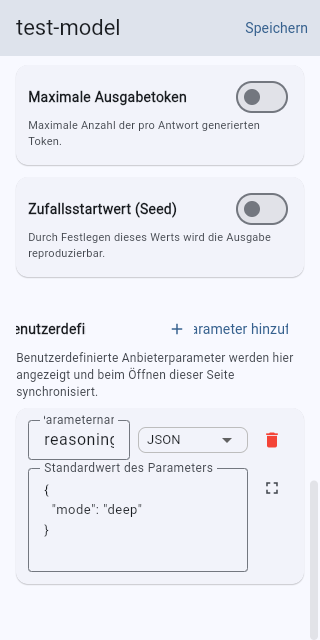 test-model
Speichern
Maximale Ausgabetoken
Maximale Anzahl der pro Antwort generierten
Token.
Zufallsstartwert (Seed)
Durch Festlegen dieses Werts wird die Ausgabe
reproduzierbar.
enutzerdefi
arameter hinzuf
Benutzerdefinierte Anbieterparameter werden hier
angezeigt und beim Öffnen dieser Seite
synchronisiert.
arameternar
reasoning
JSON
Standardwert des Parameters
{
"mode": "deep"
}